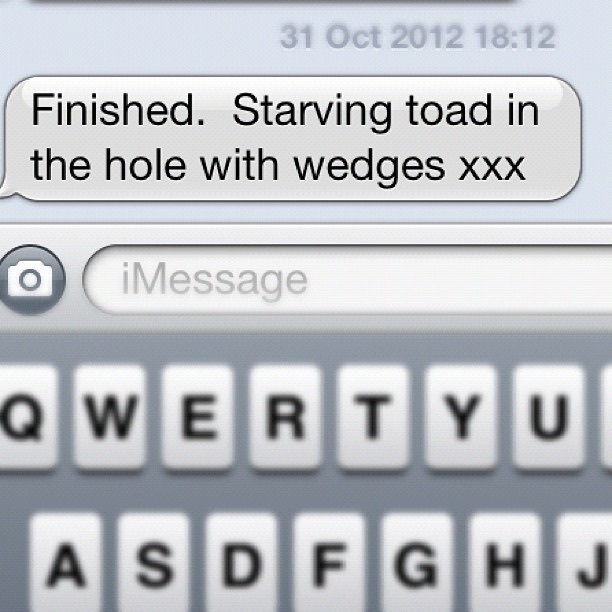 31 Oct 2012 18:12
Finished.  Starving toad in
the hole with wedges xxx
iMessage
Q W E R T Y U
A S D F G H J